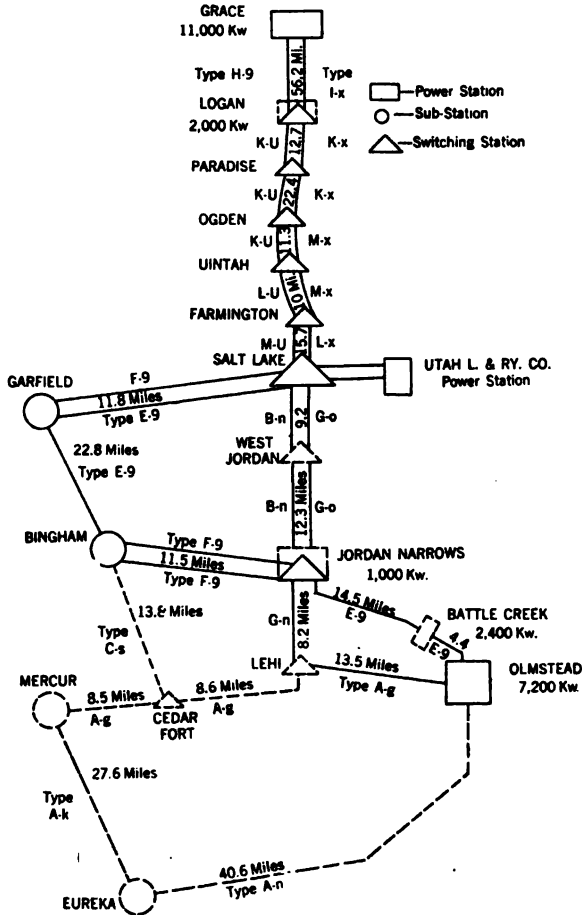 GRACE
11,000 Kw
Type H-9
56.2 Mi.
Type
I-x
Power Station
Sub-Station
Switching Station
LOGAN
2,000 Kw
K-U
12.7
K-x
PARADISE
K-U
22.4
K-x
OGDEN
K-U
11.3
M-x
UINTAH
L-U
10 Mi.
M-x
FARMINGTON
M-U
15.7
L-x
SALT LAKE
UTAH L. & RY. CO.
Power Station
GARFIELD
F-9
11.8 Miles
Type E-9
B-n
9.2
G-o
WEST
JORDAN
22.8 Miles
Type E-9
B-n
12.3 Miles
G-o
BINGHAM
Type F-9
11.5 Miles
Type F-9
JORDAN NARROWS
1,000 Kw.
13.8 Miles
Type
C-s
G-n
8.2 Miles
14.5 Miles
E-9
BATTLE CREEK
2,400 Kw.
4.4
E-9
LEHI
13.5 Miles
Type A-g
OLMSTEAD
7,200 Kw.
MERCUR
8.5 Miles
A-g
8.6 Miles
A-g
CEDAR
FORT
27.6 Miles
Type
A-k
40.6 Miles
Type A-n
EUREKA